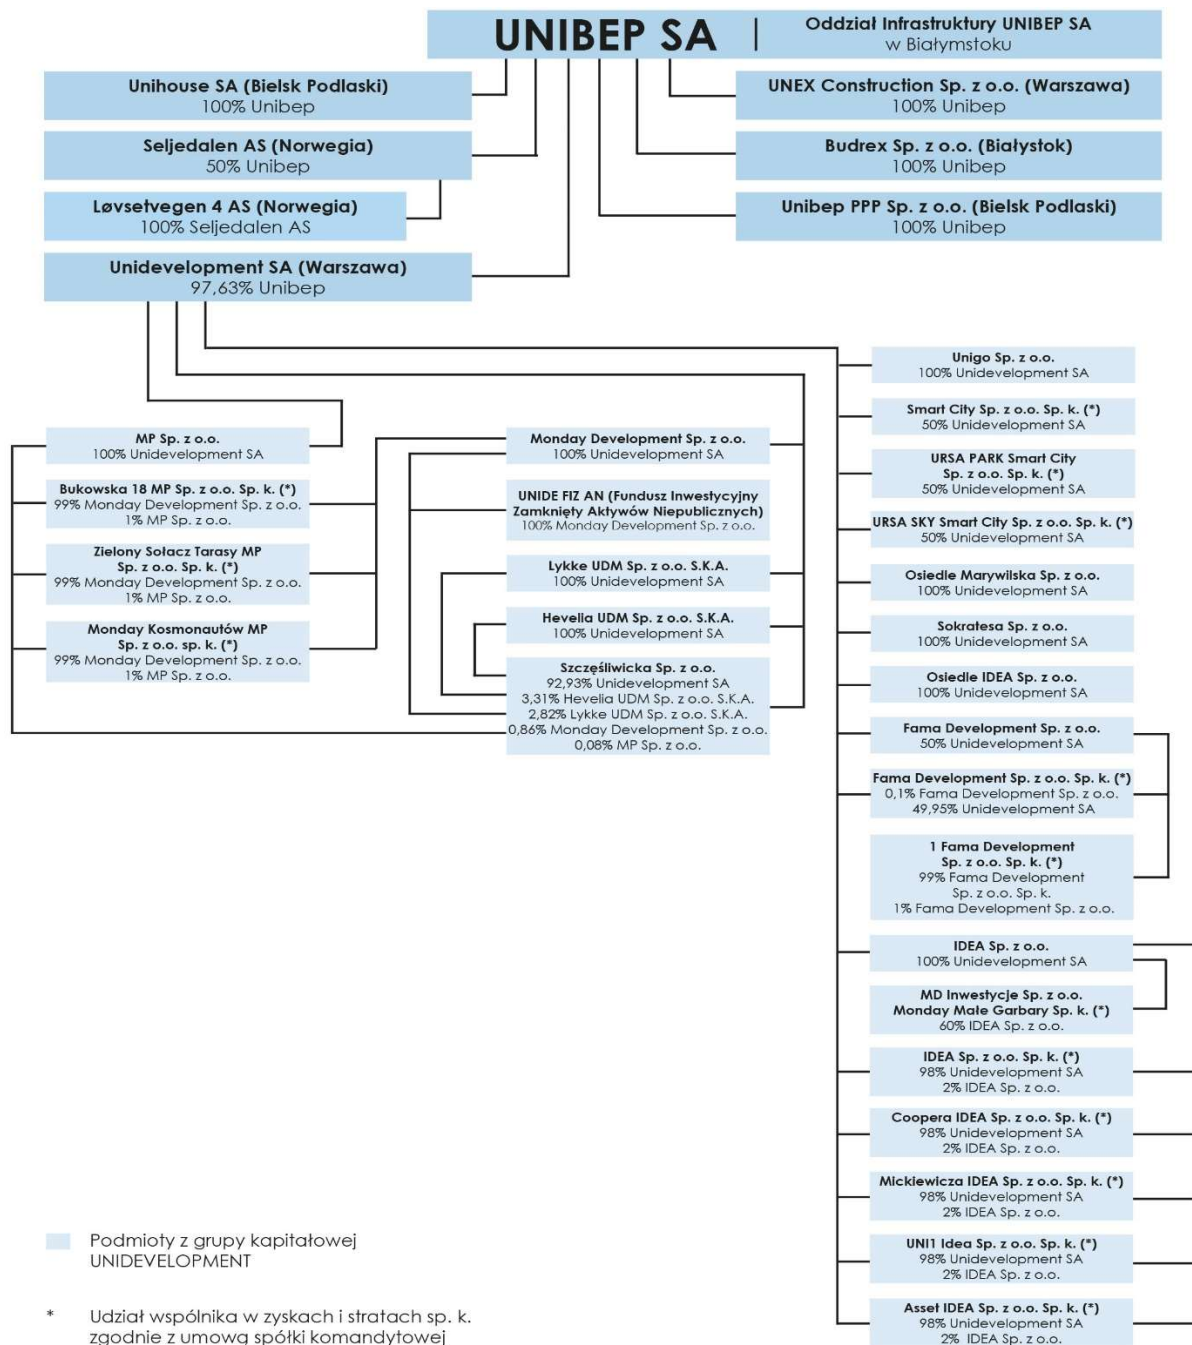 UNIBEP SA | Oddział Infrastruktury UNIBEP SA
w Białymstoku
Unihouse SA (Bielsk Podlaski)
100% Unibep
Seljedalen AS (Norwegia)
50% Unibep
Løvsetvegen 4 AS (Norwegia)
100% Seljedalen AS
Unidevelopment SA (Warszawa)
97,63% Unibep
UNEX Construction Sp. z o.o. (Warszawa)
100% Unibep
Budrex Sp. z o.o. (Białystok)
100% Unibep
Unibep PPP Sp. z o.o. (Bielsk Podlaski)
100% Unibep
MP Sp. z o.o.
100% Unidevelopment SA
Bukowska 18 MP Sp. z o.o. Sp. k. (*)
99% Monday Development Sp. z o.o.
1% MP Sp. z o.o.
Zielony Sołacz Tarasy MP
Sp. z o.o. Sp. k. (*)
99% Monday Development Sp. z o.o.
1% MP Sp. z o.o.
Monday Kosmonautów MP
Sp. z o.o. sp. k. (*)
99% Monday Development Sp. z o.o.
1% MP Sp. z o.o.
Monday Development Sp. z o.o.
100% Unidevelopment SA
UNIDE FIZ AN (Fundusz Inwestycyjny
Zamknięty Aktywów Niepublicznych)
100% Monday Development Sp. z o.o.
Lykke UDM Sp. z o.o. S.K.A.
100% Unidevelopment SA
Hevelia UDM Sp. z o.o. S.K.A.
100% Unidevelopment SA
Szczęśliwicka Sp. z o.o.
92,93% Unidevelopment SA
3,31% Hevelia UDM Sp. z o.o. S.K.A.
2,82% Lykke UDM Sp. z o.o. S.K.A.
0,86% Monday Development Sp. z o.o.
0,08% MP Sp. z o.o.
Unigo Sp. z o.o.
100% Unidevelopment SA
Smart City Sp. z o.o. Sp. k. (*)
50% Unidevelopment SA
URSA PARK Smart City
Sp. z o.o. Sp. k. (*)
50% Unidevelopment SA
URSA SKY Smart City Sp. z o.o. Sp. k. (*)
50% Unidevelopment SA
Osiedle Marywilska Sp. z o.o.
100% Unidevelopment SA
Sokratesa Sp. z o.o.
100% Unidevelopment SA
Osiedle IDEA Sp. z o.o.
100% Unidevelopment SA
Fama Development Sp. z o.o.
50% Unidevelopment SA
Fama Development Sp. z o.o. Sp. k. (*)
0,1% Fama Development Sp. z o.o.
49,95% Unidevelopment SA
1 Fama Development
Sp. z o.o. Sp. k. (*)
99% Fama Development
Sp. z o.o. Sp. k.
1% Fama Development Sp. z o.o.
IDEA Sp. z o.o.
100% Unidevelopment SA
MD Inwestycje Sp. z o.o.
Monday Małe Garbary Sp. k. (*)
60% IDEA Sp. z o.o.
IDEA Sp. z o.o. Sp. k. (*)
98% Unidevelopment SA
2% IDEA Sp. z o.o.
Coopera IDEA Sp. z o.o. Sp. k. (*)
98% Unidevelopment SA
2% IDEA Sp. z o.o.
Mickiewicza IDEA Sp. z o.o. Sp. k. (*)
98% Unidevelopment SA
2% IDEA Sp. z o.o.
UNI1 Idea Sp. z o.o. Sp. k. (*)
98% Unidevelopment SA
2% IDEA Sp. z o.o.
Asset IDEA Sp. z o.o. Sp. k. (*)
98% Unidevelopment SA
2% IDEA Sp. z o.o.
Podmioty z grupy kapitałowej
UNIDEVELOPMENT
* Udział wspólnika w zyskach i stratach sp. k.
zgodnie z umową spółki komandytowej